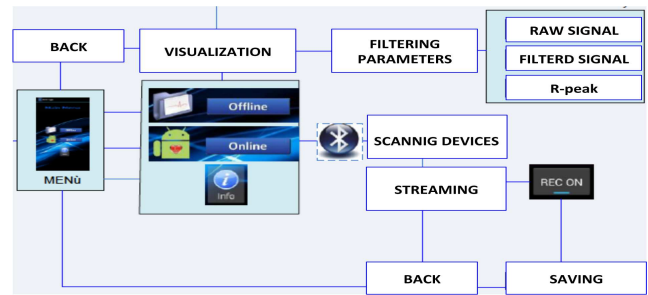 BACK
VISUALIZATION
FILTERING
PARAMETERS
RAW SIGNAL
FILTERD SIGNAL
R-peak
Offline
Online
Info
MENù
SCANNIG DEVICES
STREAMING
REC ON
BACK
SAVING